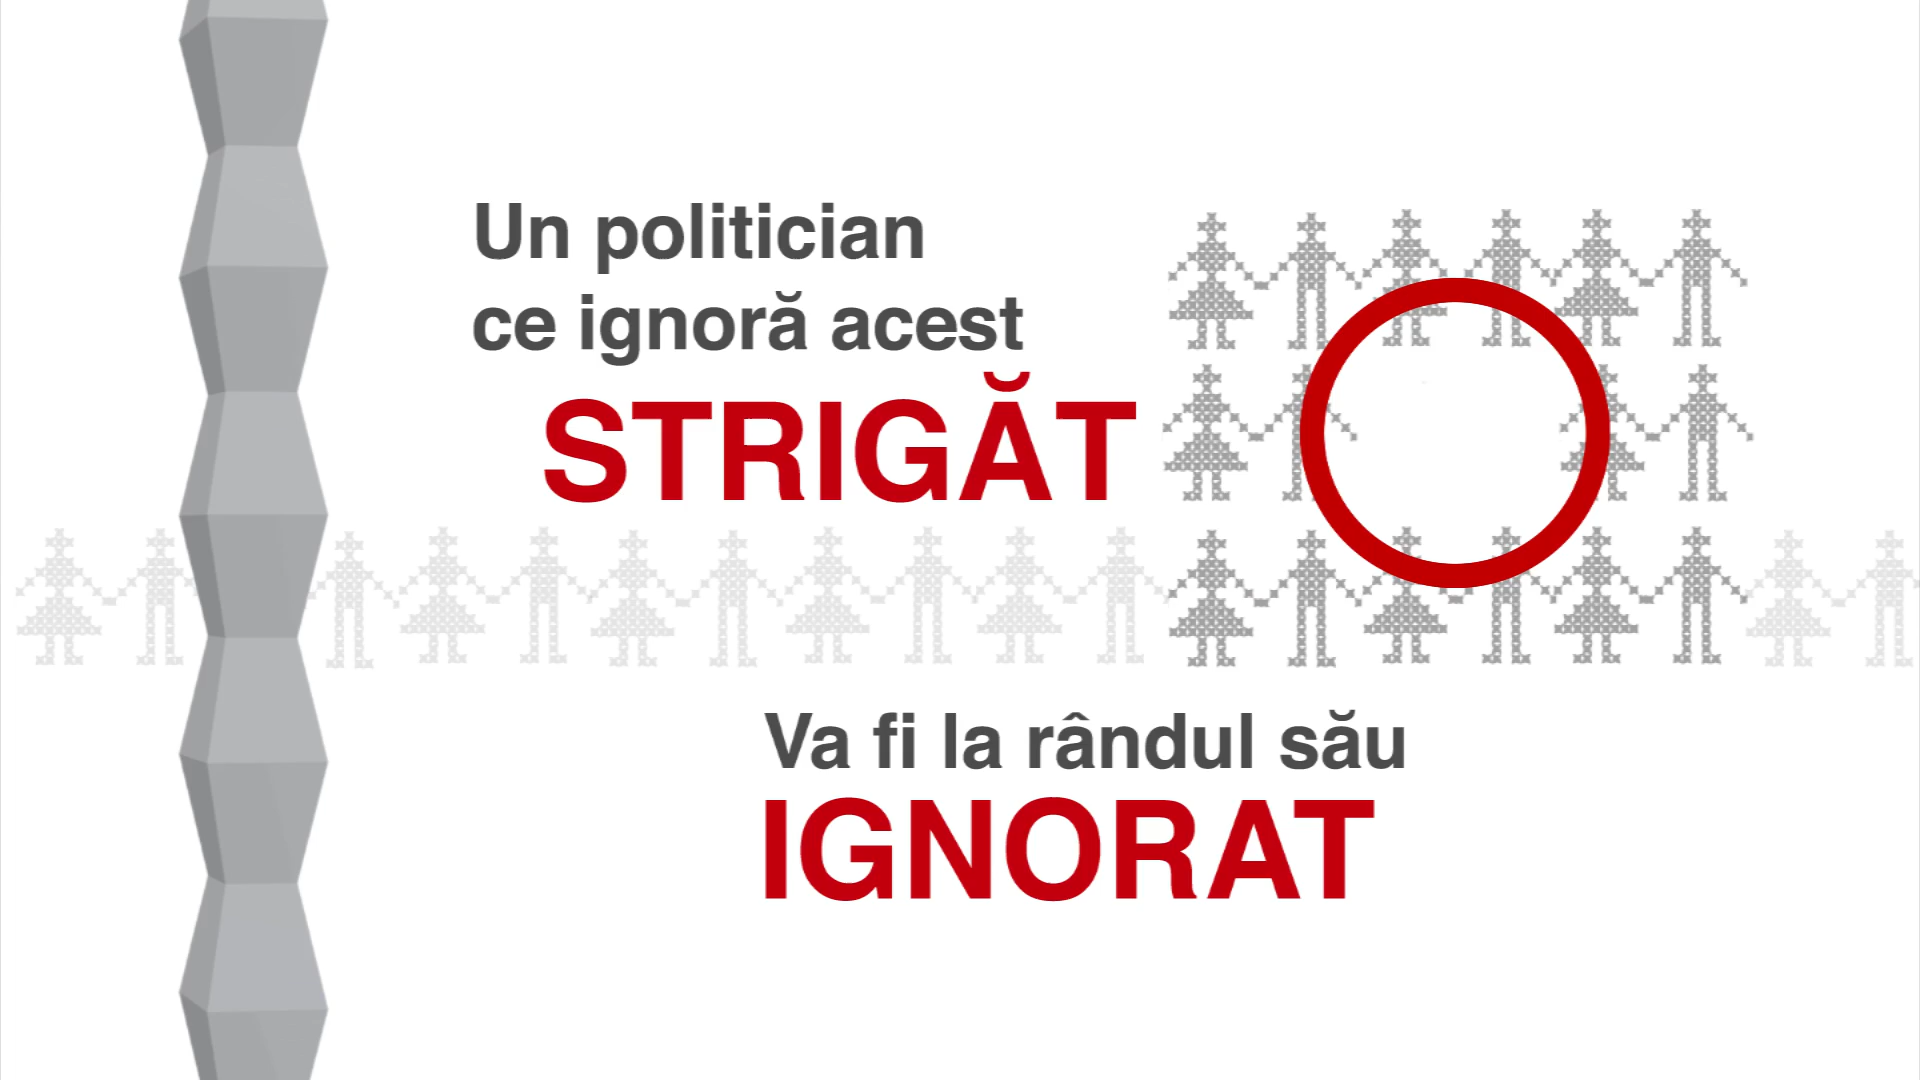 Un politician
ce ignoră acest
STRIGĂT
Va fi la rândul său
IGNORAT